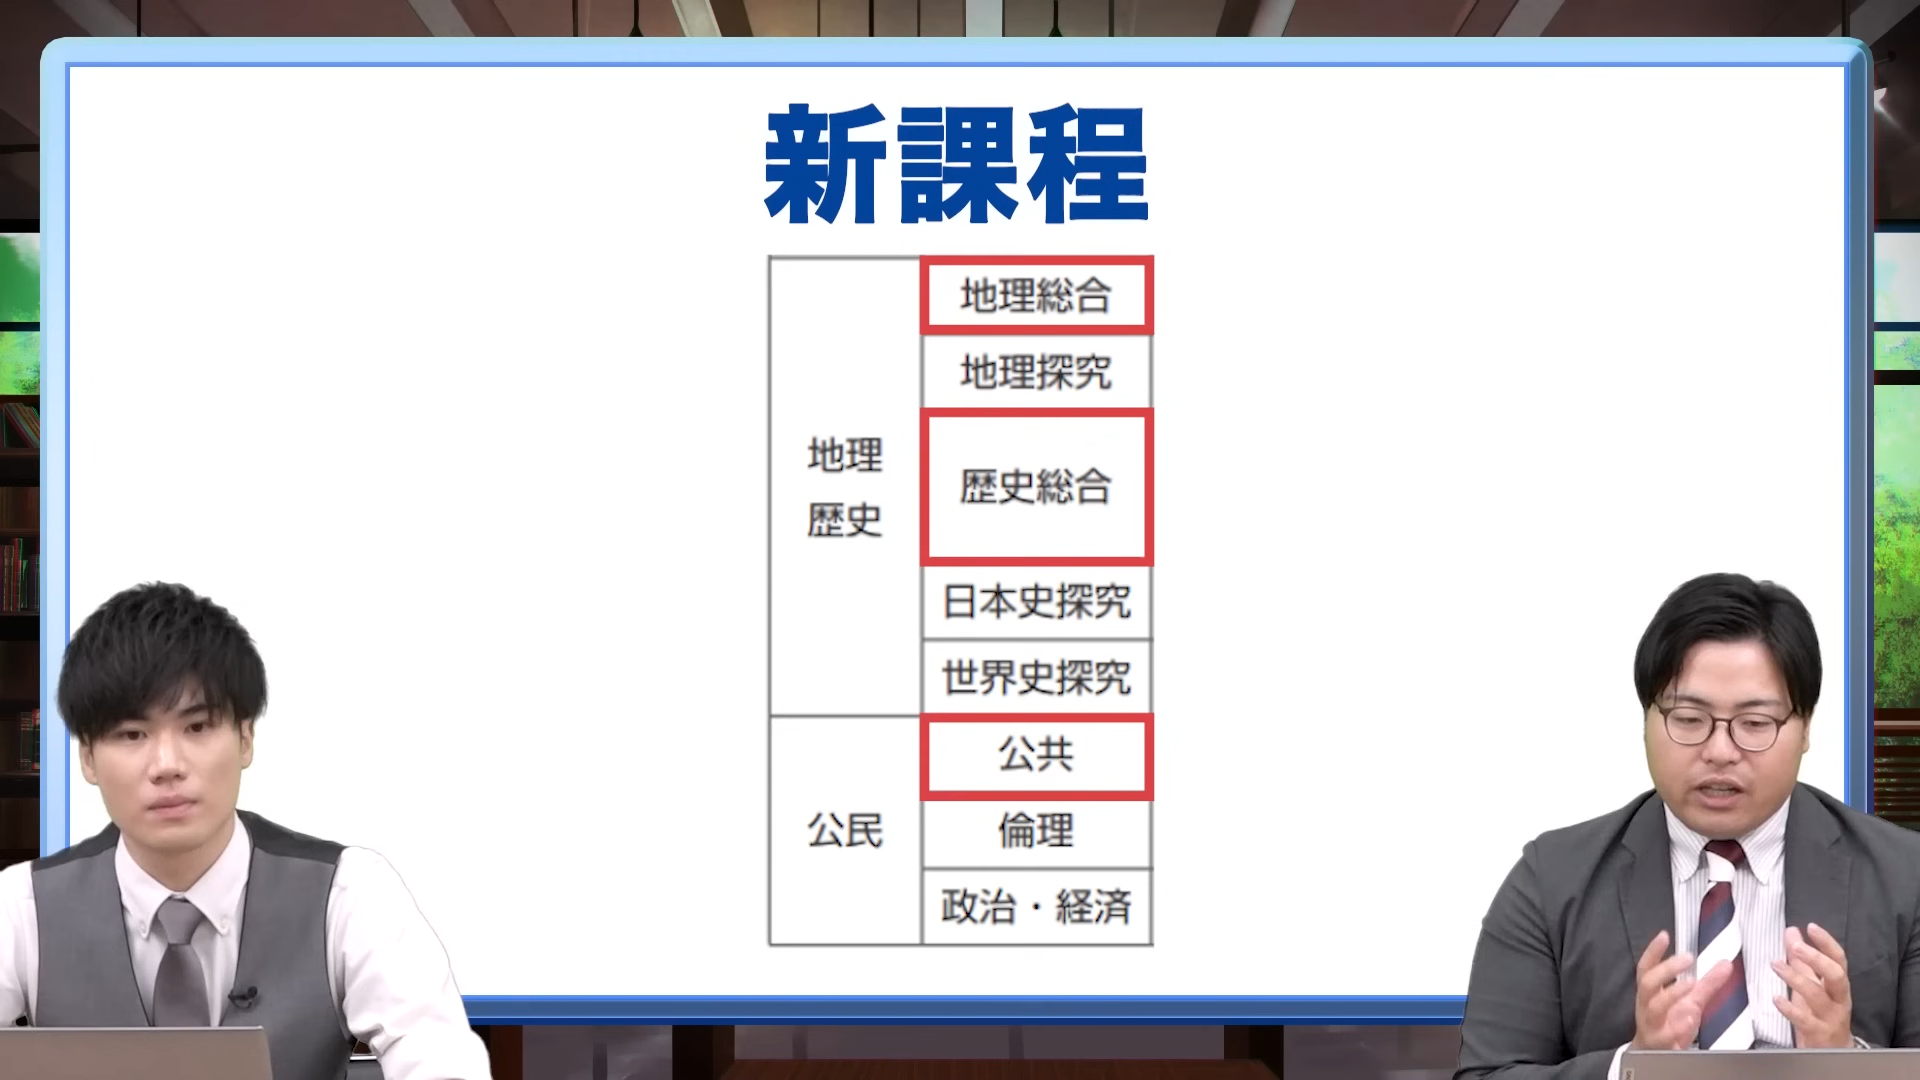 新課程
地理
歴史
地理総合
地理探究
歴史総合
日本史探究
世界史探究
公民
公共
倫理
政治・経済